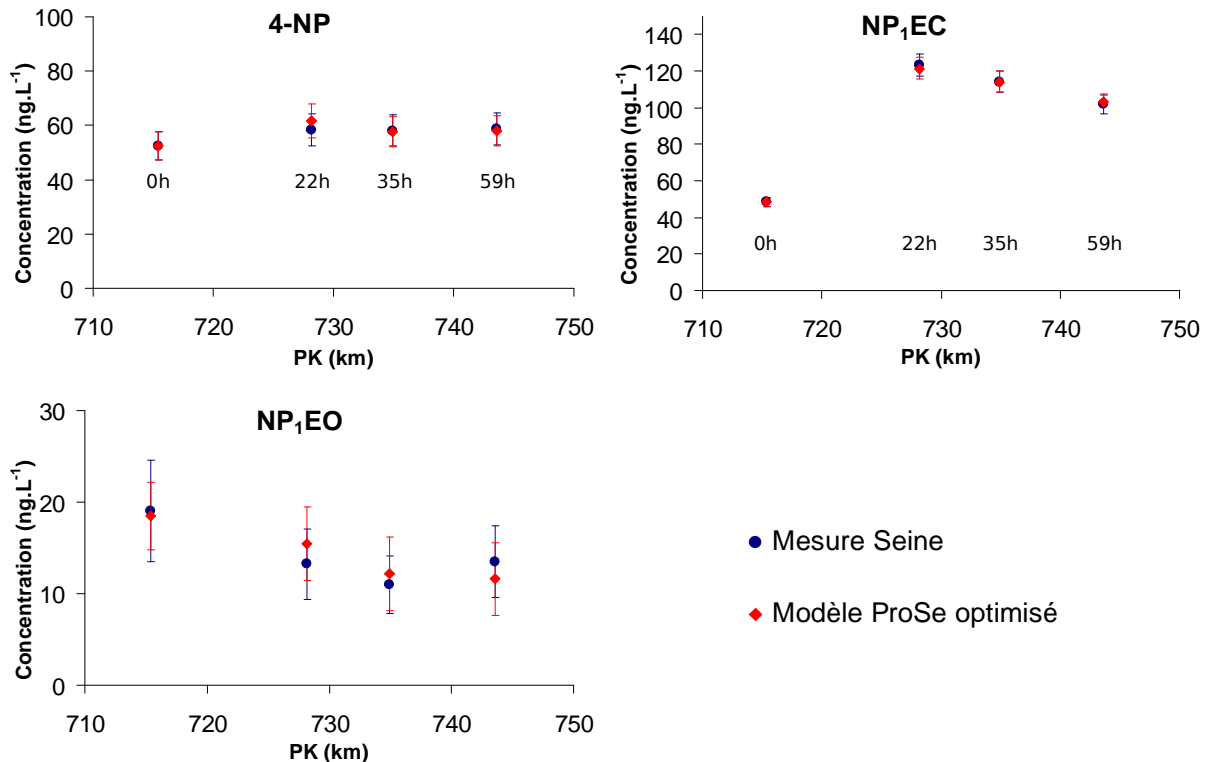 4-NP
Concentration (ng.L⁻¹)
100
80
60
40
20
0
0h 22h 35h 59h
710 720 730 740 750
PK (km)
NP₁EC
Concentration (ng.L⁻¹)
140
120
100
80
60
40
20
0
0h 22h 35h 59h
710 720 730 740 750
PK (km)
NP₁EO
Concentration (ng.L⁻¹)
30
20
10
0
710 720 730 740 750
PK (km)
Mesure Seine
Modèle ProSe optimisé